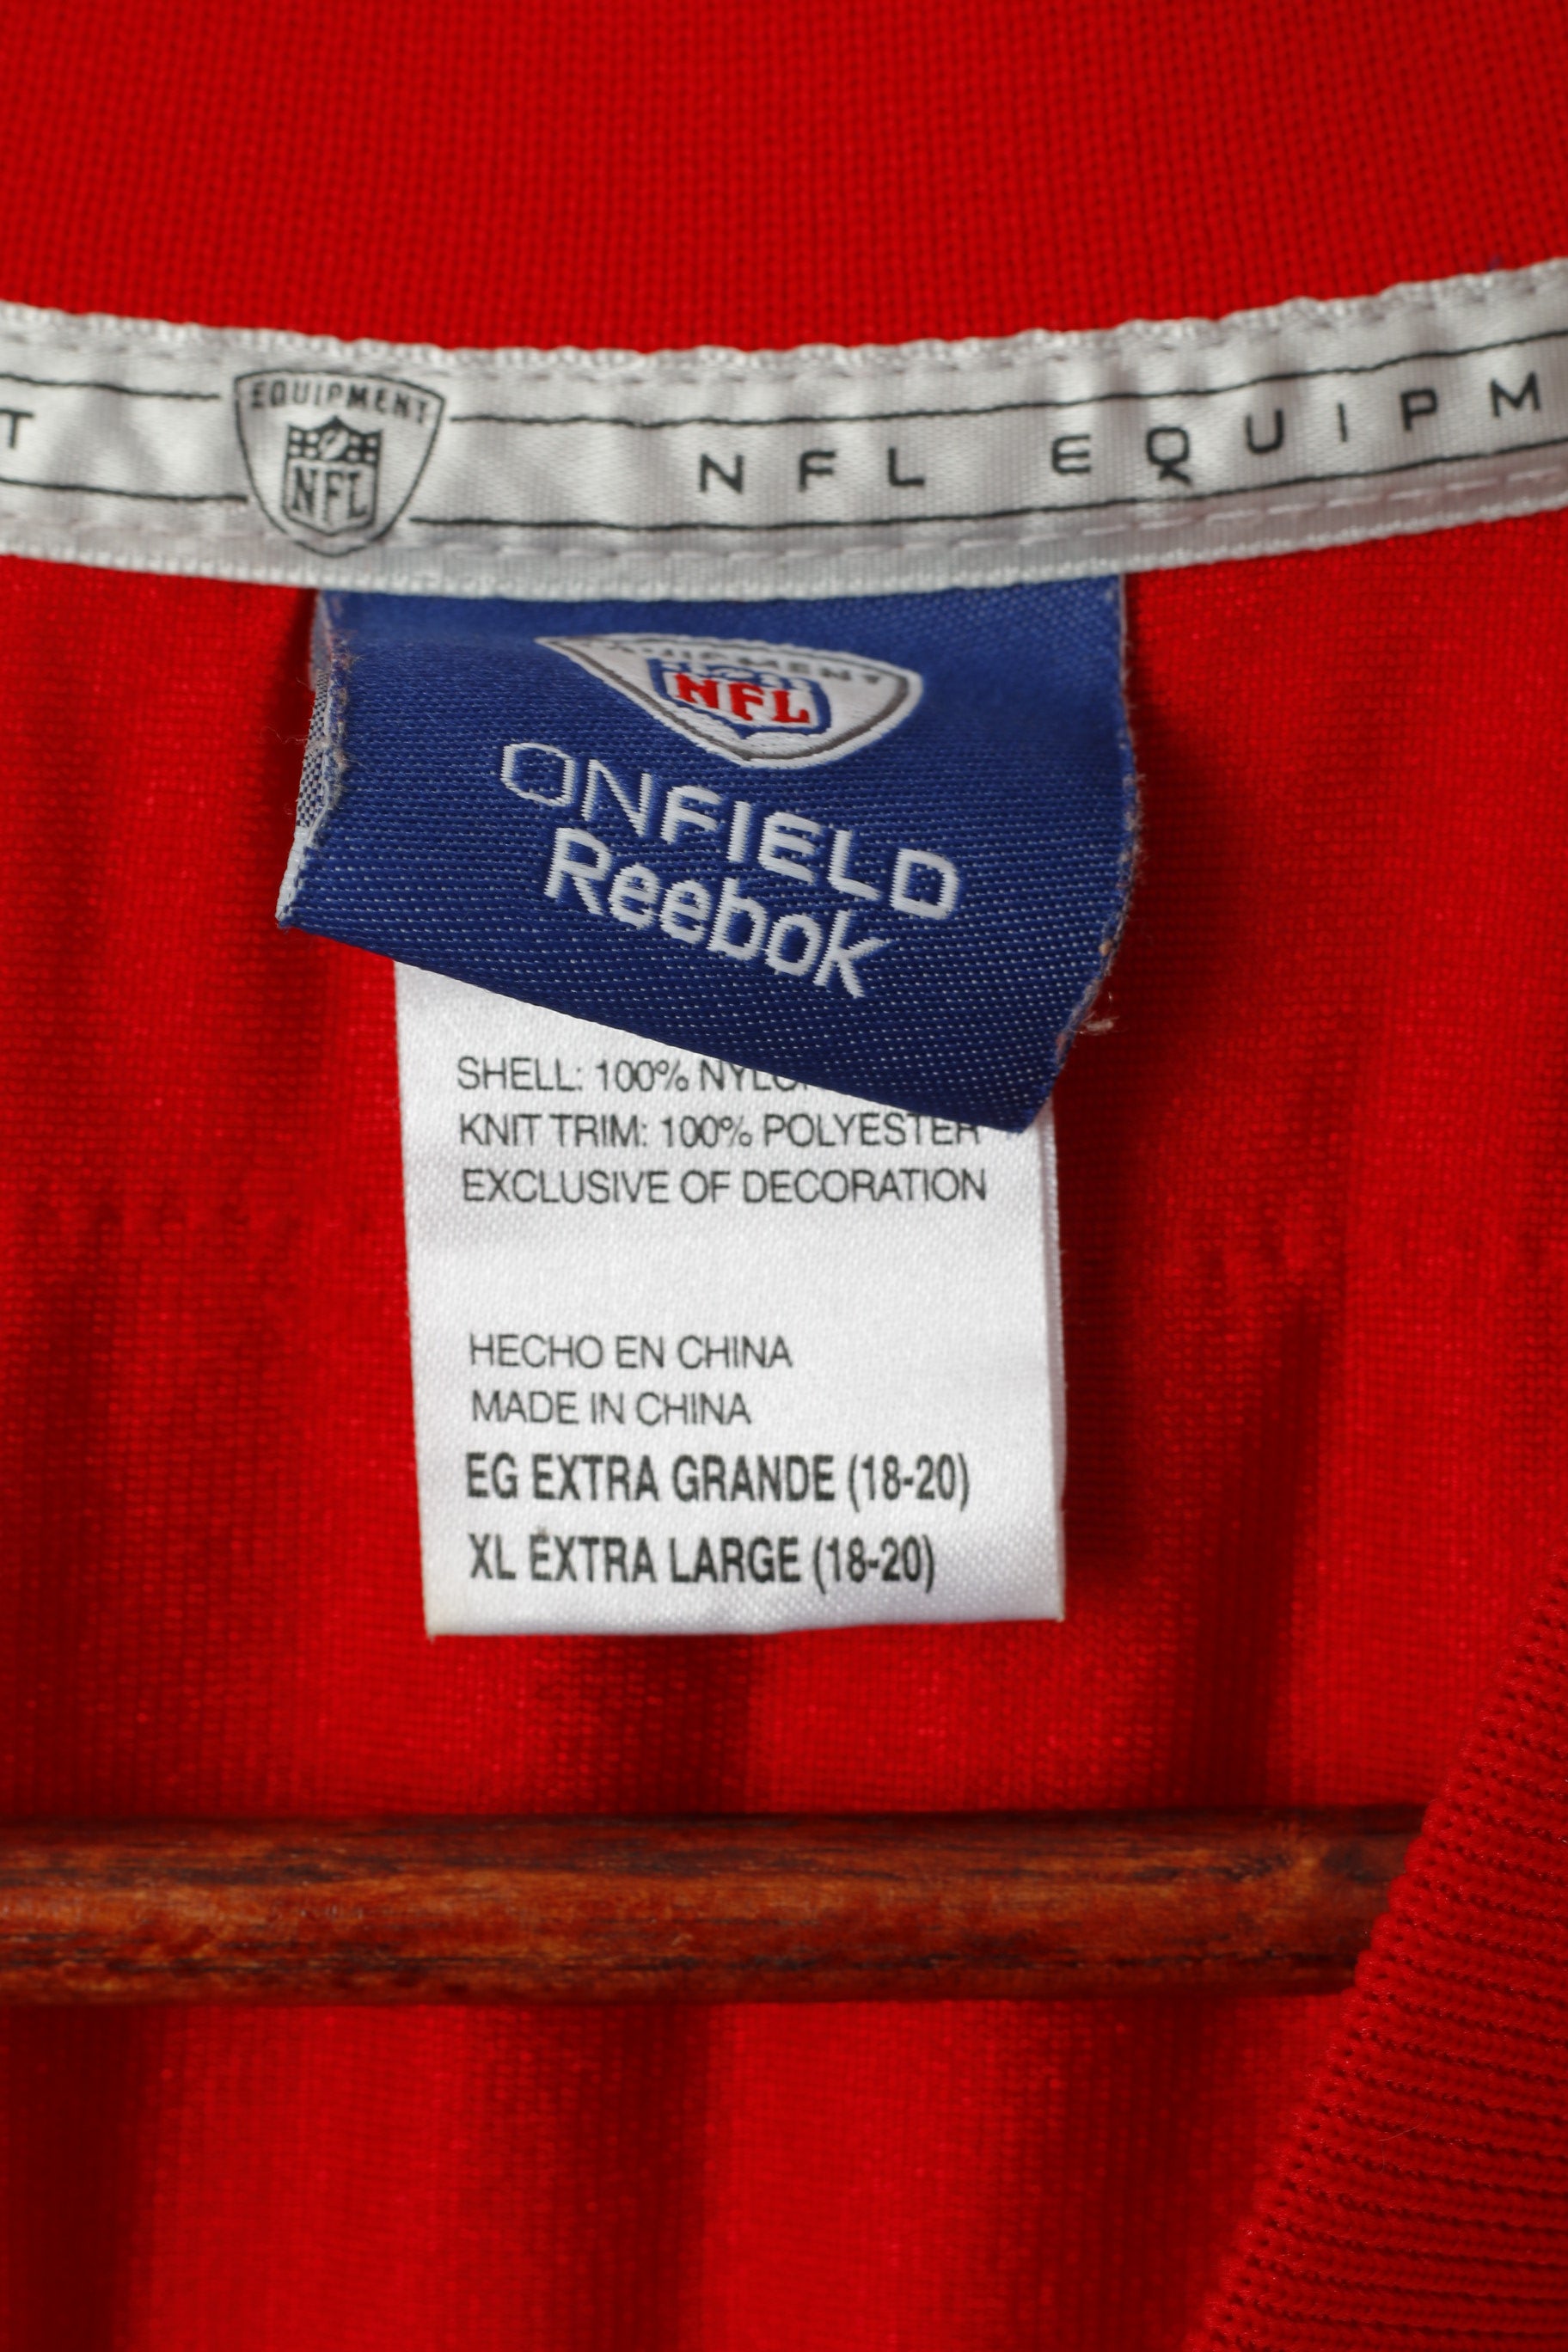 T
EQUIPMENT
NFL
NFL EQUIPM
NFL
ONFIELD
Reebok
SHELL: 100% NYLO
KNIT TRIM: 100% POLYESTER
EXCLUSIVE OF DECORATION
HECHO EN CHINA
MADE IN CHINA
EG EXTRA GRANDE (18-20)
XL EXTRA LARGE (18-20)